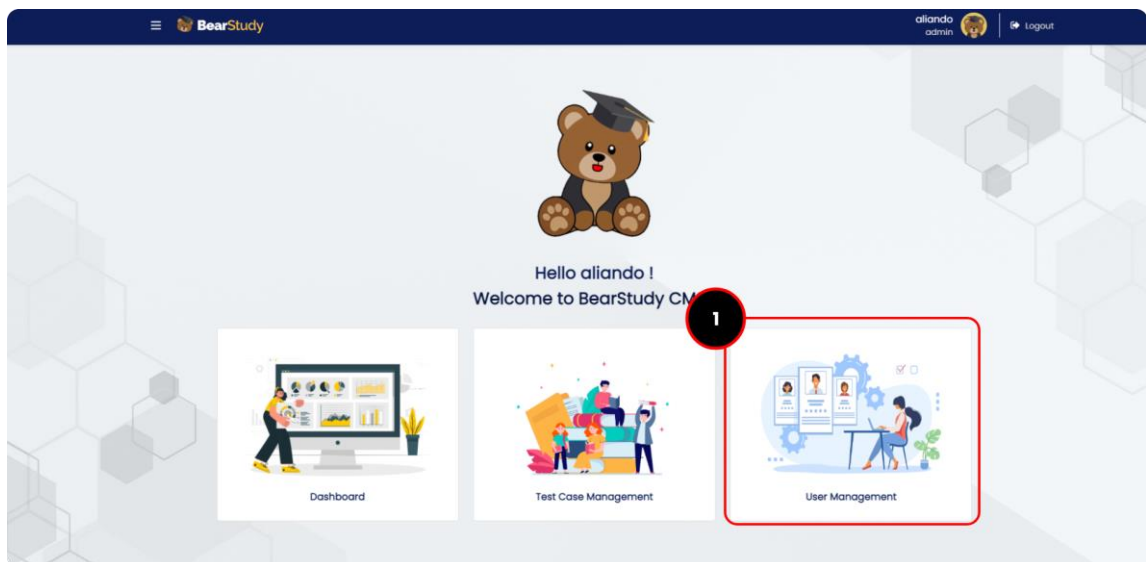 BearStudy
aliando
admin
Logout
Hello aliando !
Welcome to BearStudy CM
1
Dashboard
Test Case Management
User Management